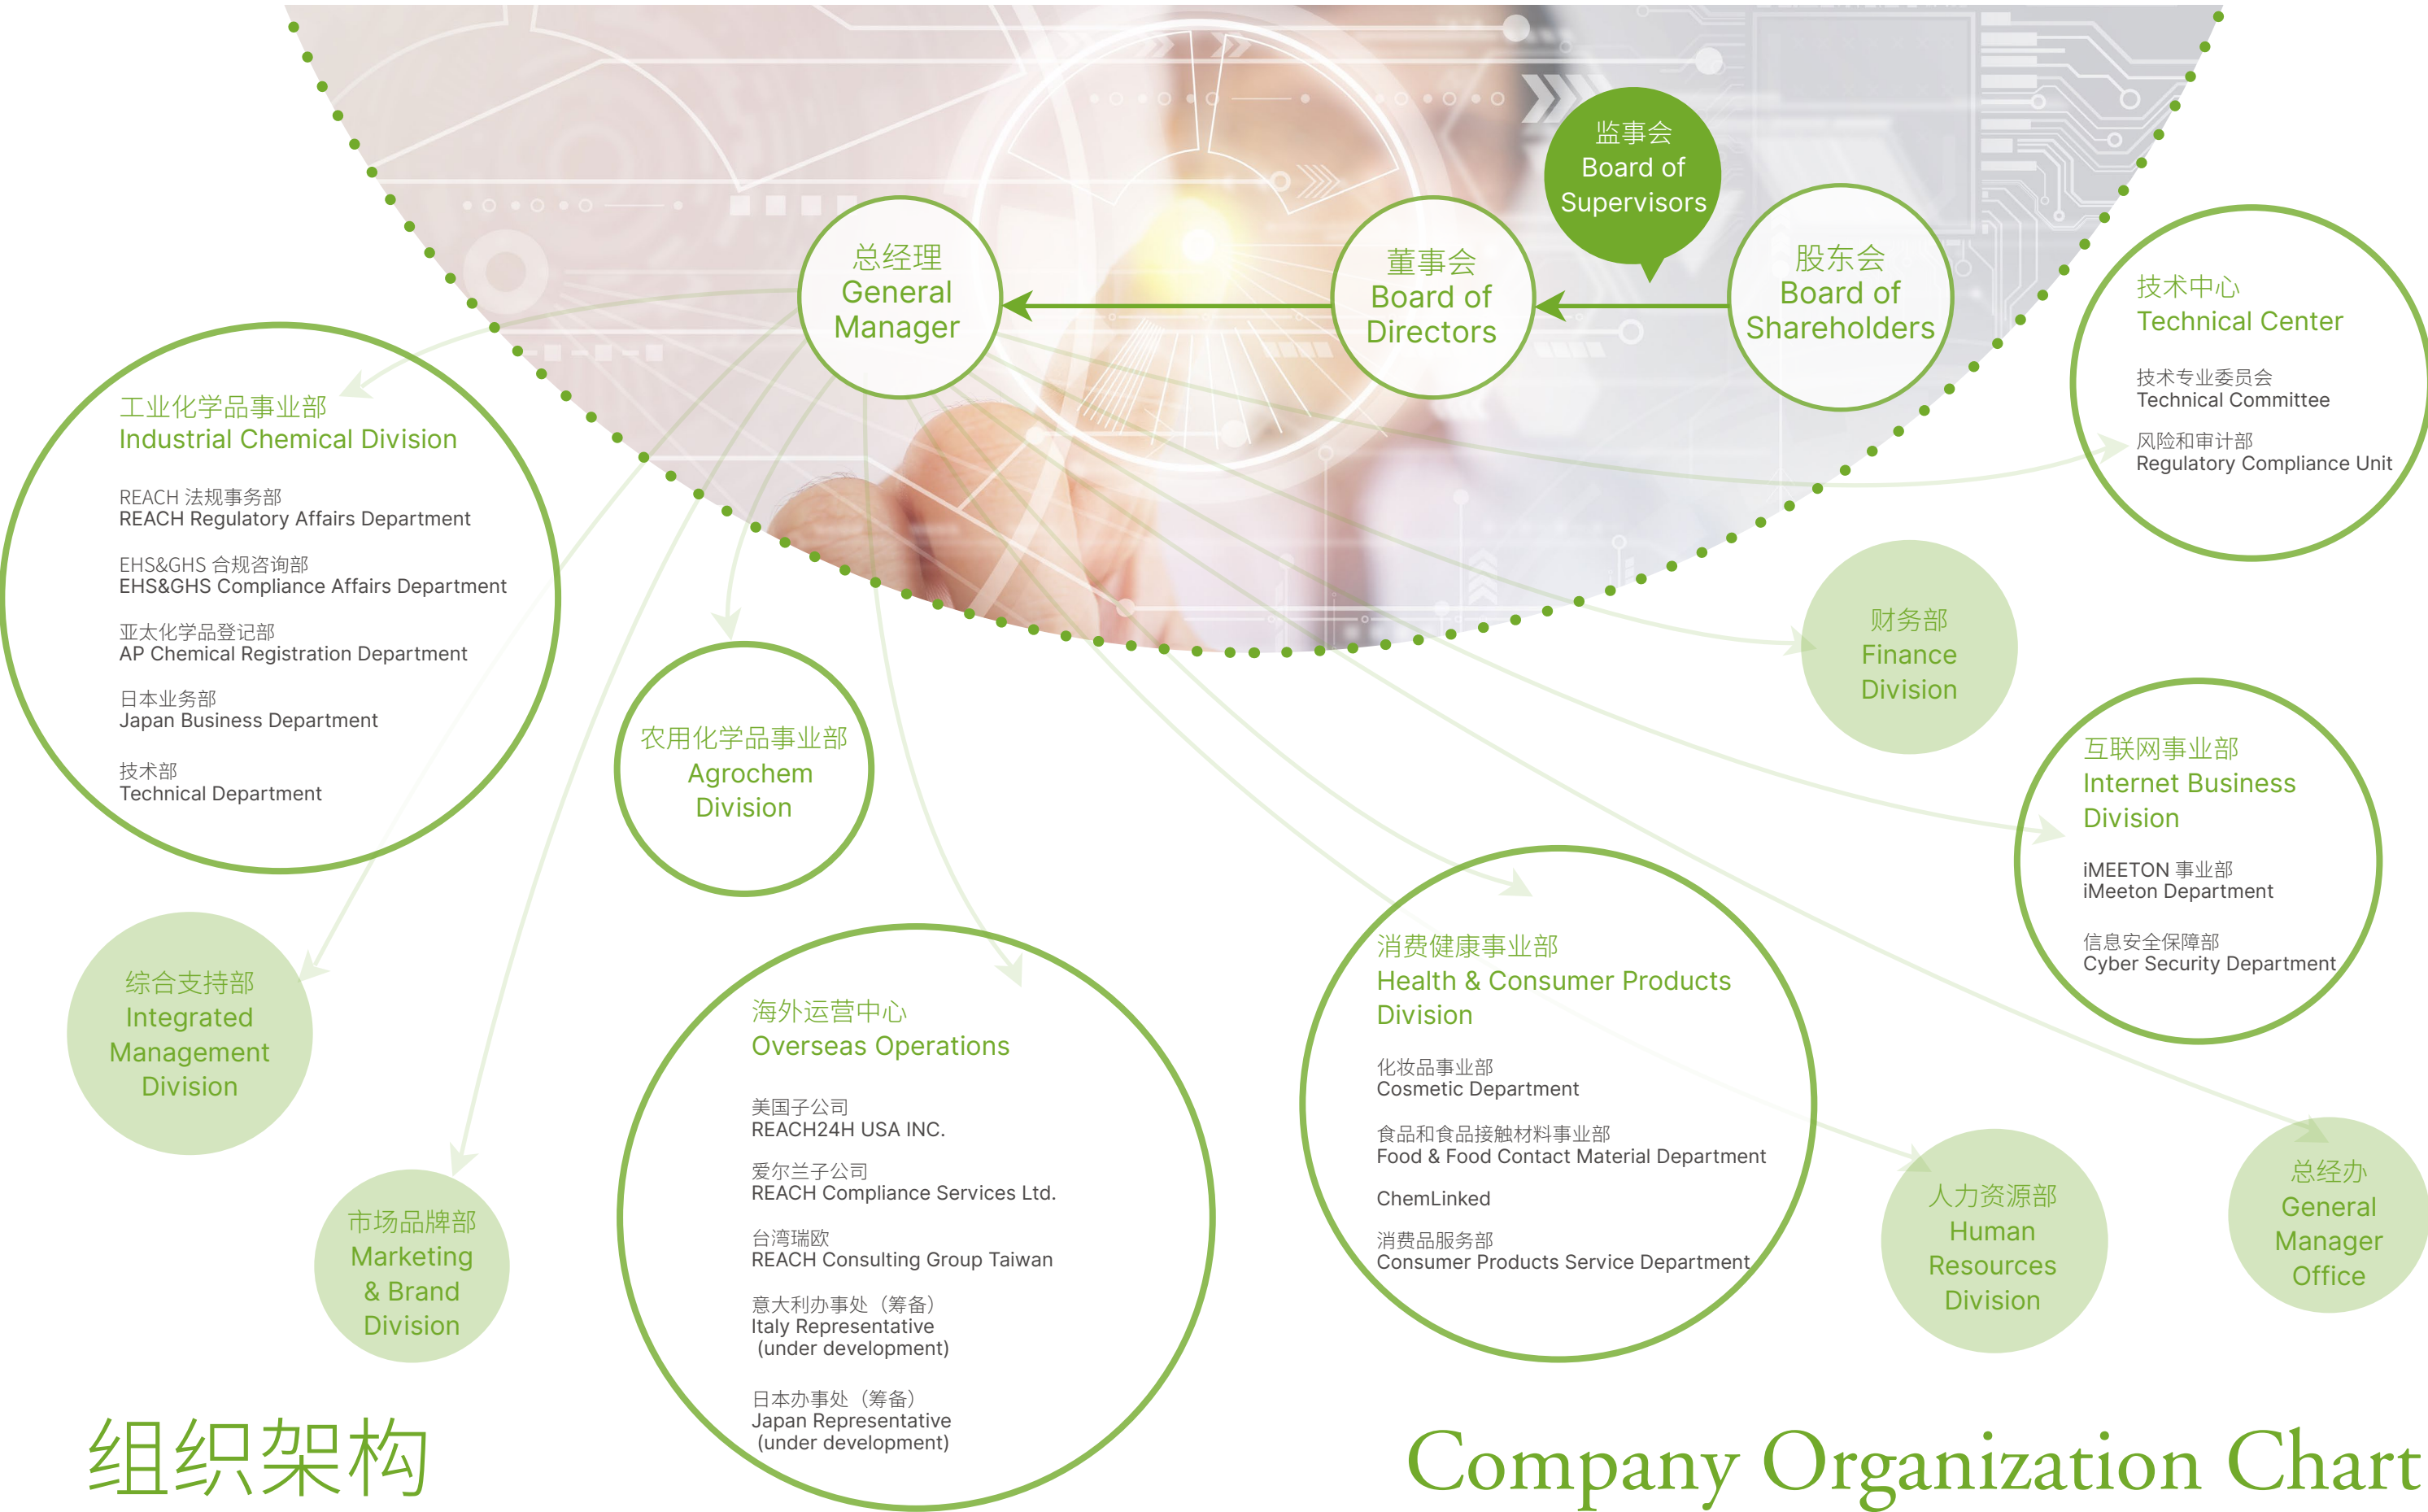 监事会
Board of
Supervisors
总经理
General
Manager
董事会
Board of
Directors
股东会
Board of
Shareholders
技术中心
Technical Center
技术专业委员会
Technical Committee
风险和审计部
Regulatory Compliance Unit
工业化学品事业部
Industrial Chemical Division
REACH 法规事务部
REACH Regulatory Affairs Department
EHS&GHS 合规咨询部
EHS&GHS Compliance Affairs Department
亚太化学品登记部
AP Chemical Registration Department
日本业务部
Japan Business Department
技术部
Technical Department
农用化学品事业部
Agrochem
Division
财务部
Finance
Division
互联网事业部
Internet Business
Division
iMEETON 事业部
iMeeton Department
信息安全保障部
Cyber Security Department
综合支持部
Integrated
Management
Division
市场品牌部
Marketing
& Brand
Division
海外运营中心
Overseas Operations
美国子公司
REACH24H USA INC.
爱尔兰子公司
REACH Compliance Services Ltd.
台湾瑞欧
REACH Consulting Group Taiwan
意大利办事处（筹备）
Italy Representative
(under development)
日本办事处（筹备）
Japan Representative
(under development)
消费健康事业部
Health & Consumer Products
Division
化妆品事业部
Cosmetic Department
食品和食品接触材料事业部
Food & Food Contact Material Department
ChemLinked
消费品服务部
Consumer Products Service Department
人力资源部
Human
Resources
Division
总经办
General
Manager
Office
组织架构
Company Organization Chart